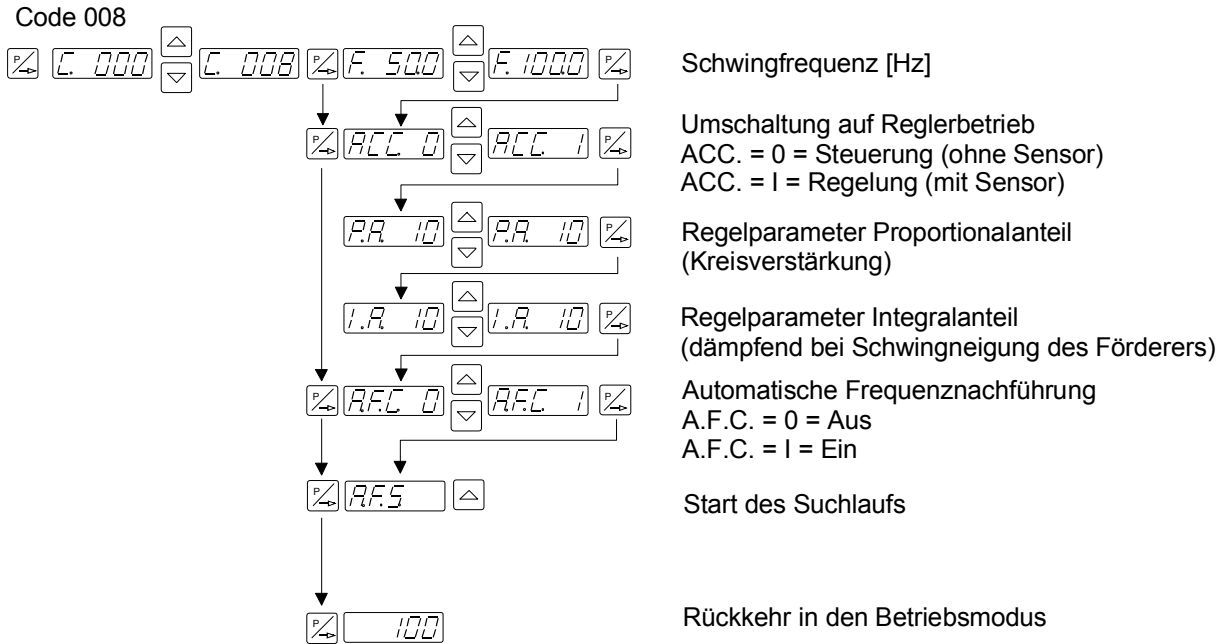 Code 008
P C. 000 C. 008 P F. 50.0 F. 100.0 P Schwingfrequenz [Hz]
P ACC. 0 ACC. 1 P Umschaltung auf Reglerbetrieb
ACC. = 0 = Steuerung (ohne Sensor)
ACC. = I = Regelung (mit Sensor)
P.A. 10 P.A. 10 P Regelparameter Proportionalanteil
(Kreisverstärkung)
I.A. 10 I.A. 10 P Regelparameter Integralanteil
(dämpfend bei Schwingneigung des Förderers)
P A.F.C. 0 A.F.C. 1 P Automatische Frequenznachführung
A.F.C. = 0 = Aus
A.F.C. = I = Ein
P A.F.S Start des Suchlaufs
P 100 Rückkehr in den Betriebsmodus